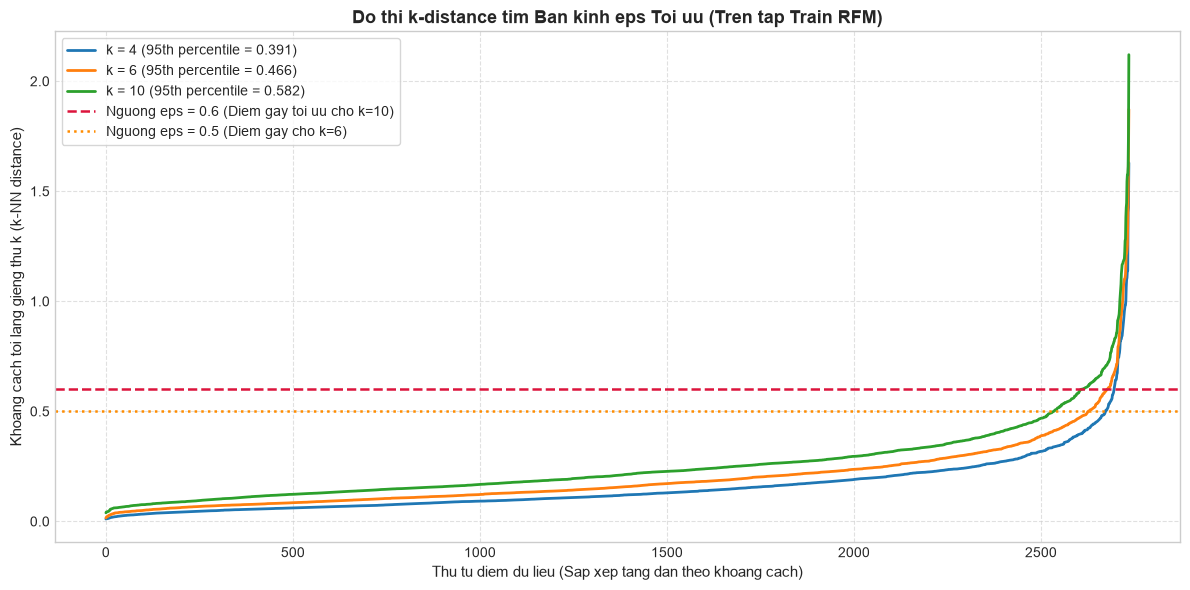 Do thi k-distance tim Ban kinh eps Toi uu (Tren tap Train RFM)
k = 4 (95th percentile = 0.391)
k = 6 (95th percentile = 0.466)
k = 10 (95th percentile = 0.582)
Nguong eps = 0.6 (Diem gay toi uu cho k=10)
Nguong eps = 0.5 (Diem gay cho k=6)
Khoang cach toi lang gieng thu k (k-NN distance)
2.0
1.5
1.0
0.5
0.0
0
500
1000
1500
2000
2500
Thu tu diem du lieu (Sap xep tang dan theo khoang cach)